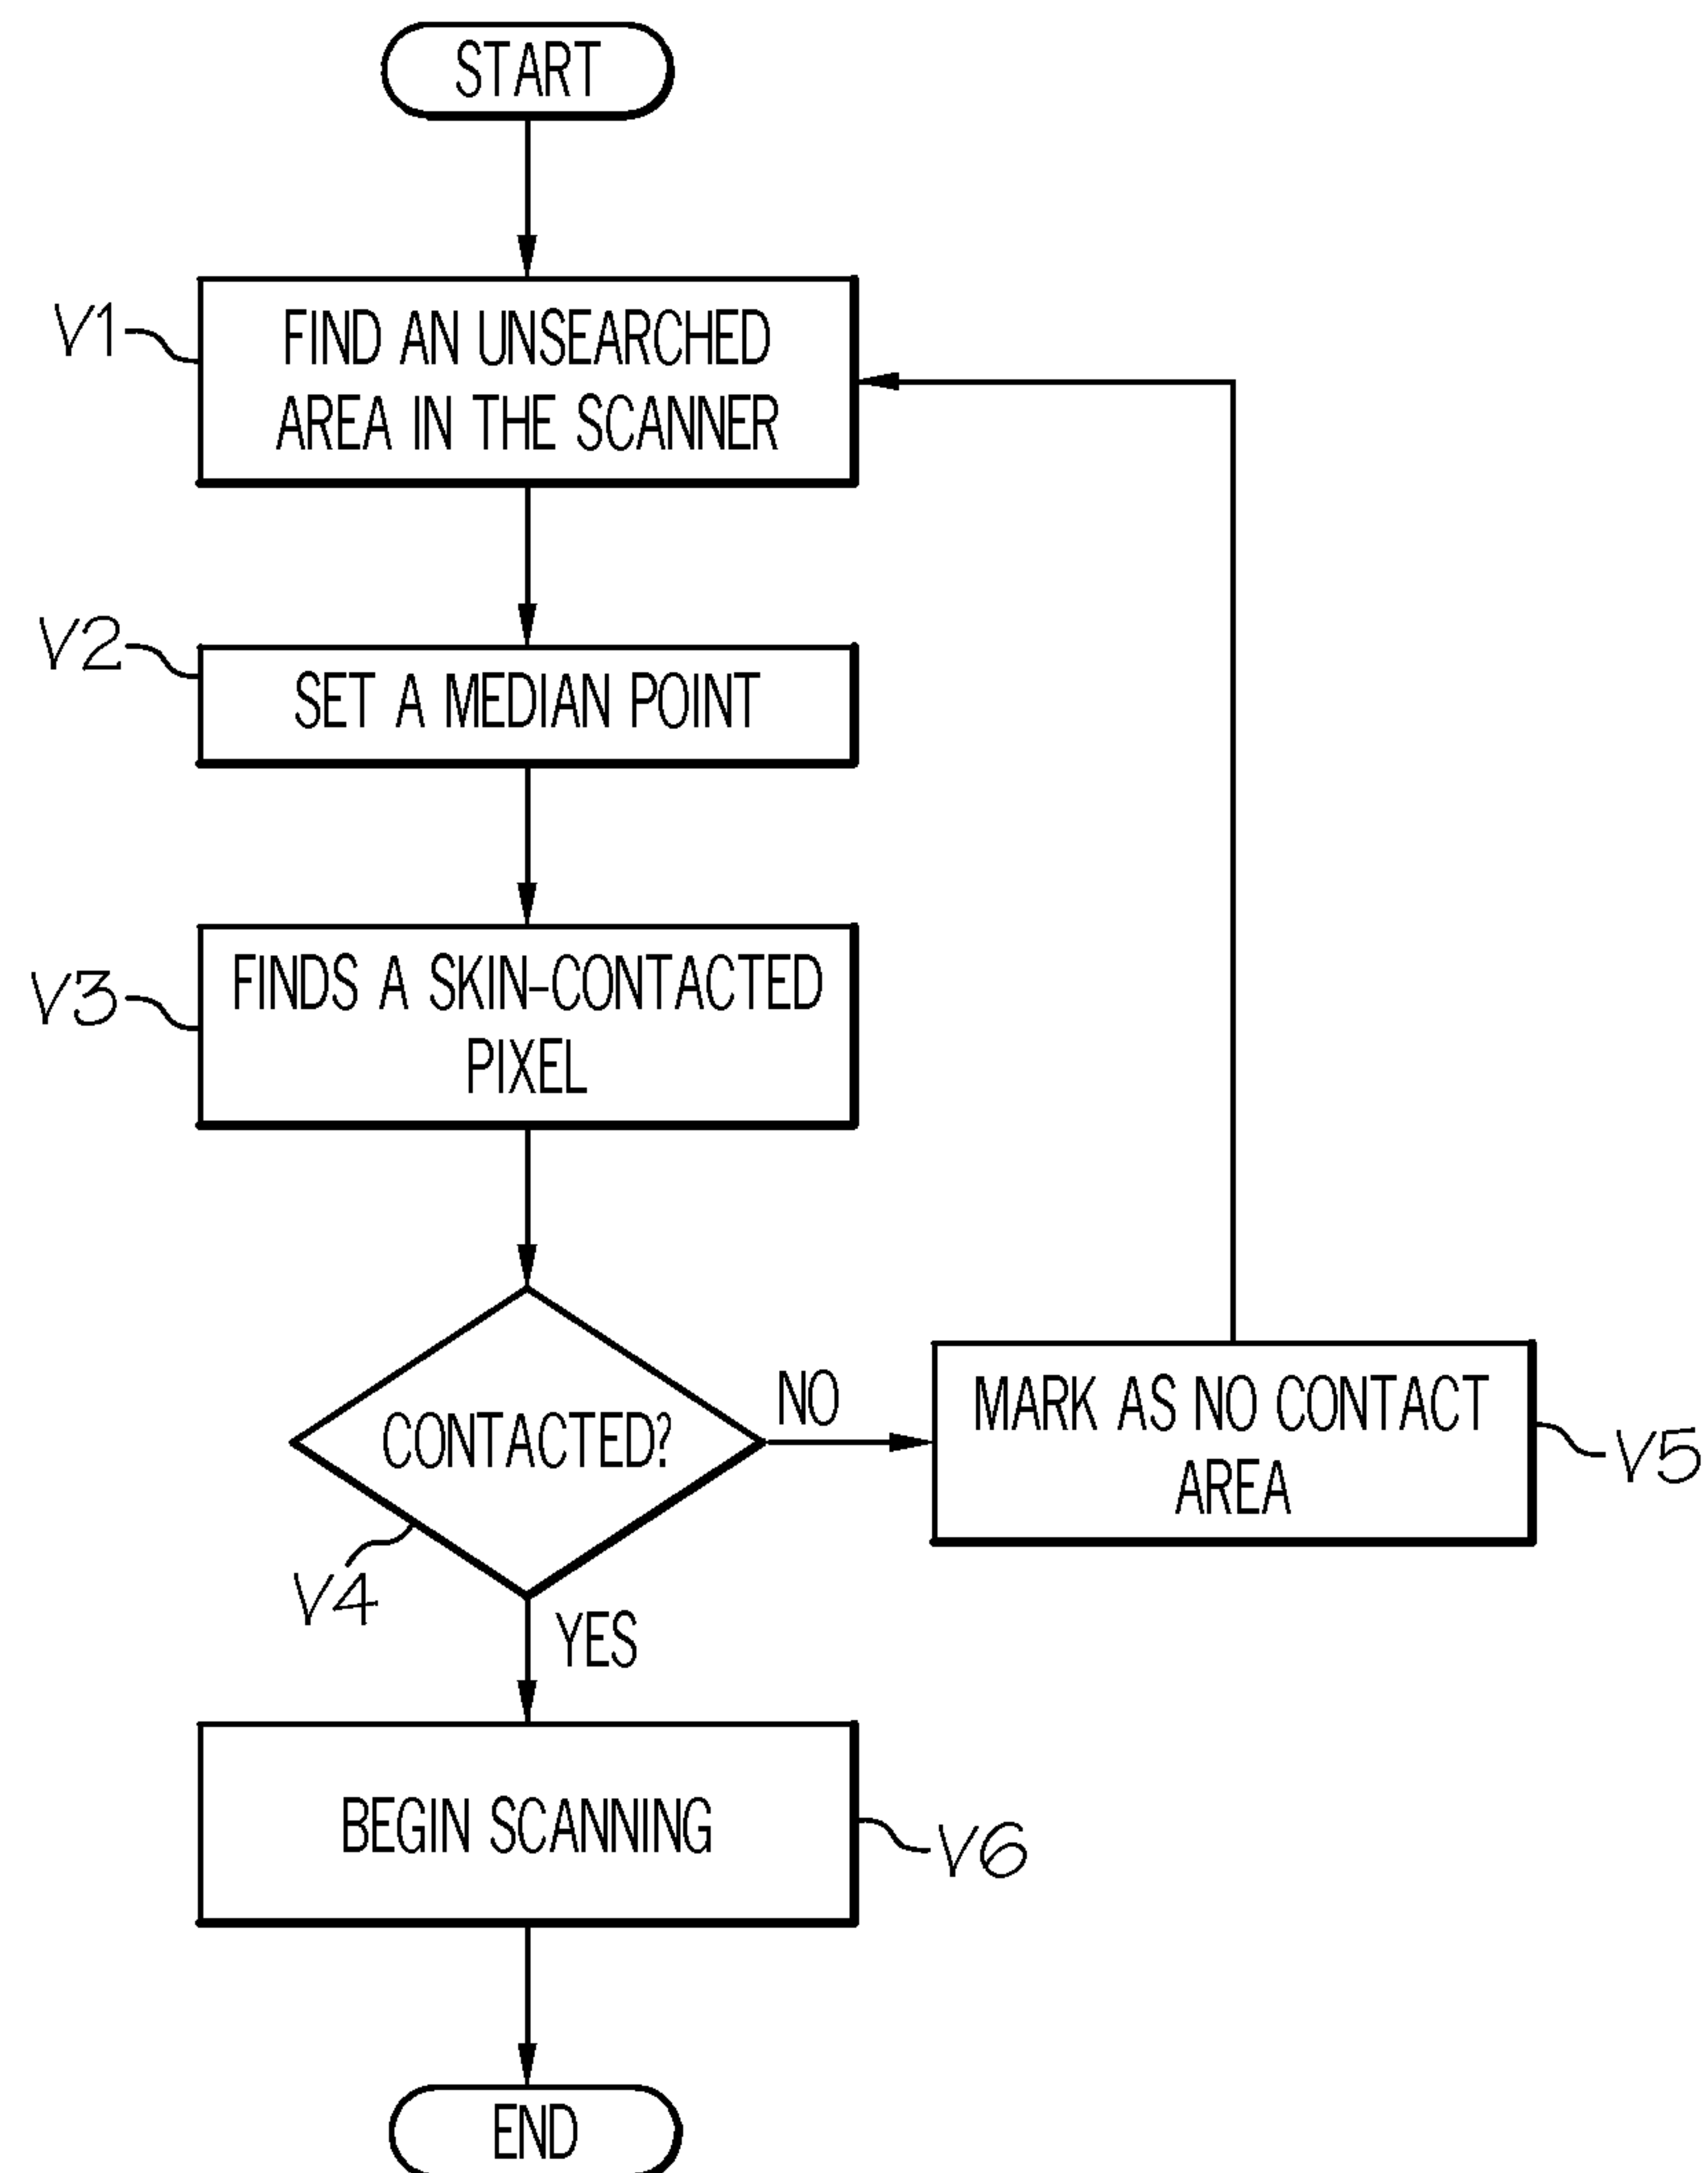 START
V1
FIND AN UNSEARCHED
AREA IN THE SCANNER
V2
SET A MEDIAN POINT
V3
FINDS A SKIN-CONTACTED
PIXEL
CONTACTED?
V4
NO
MARK AS NO CONTACT
AREA
V5
YES
BEGIN SCANNING
V6
END